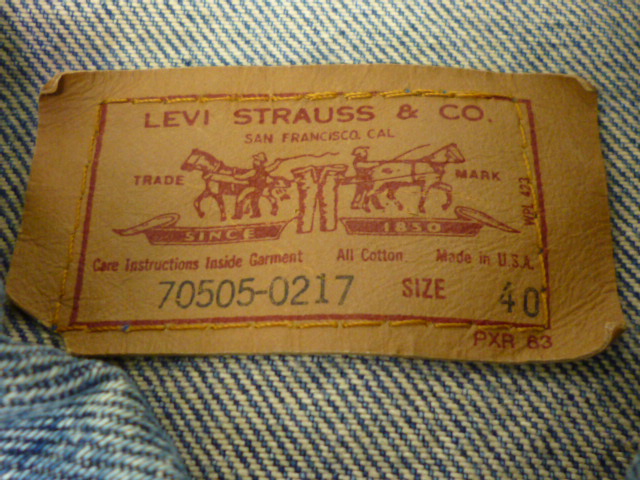 LEVI STRAUSS & CO.
SAN FRANCISCO, CAL
TRADE MARK
SINCE 1850
Care Instructions Inside Garment All Cotton Made in U.S.A.
70505-0217 SIZE 40
PXR 83